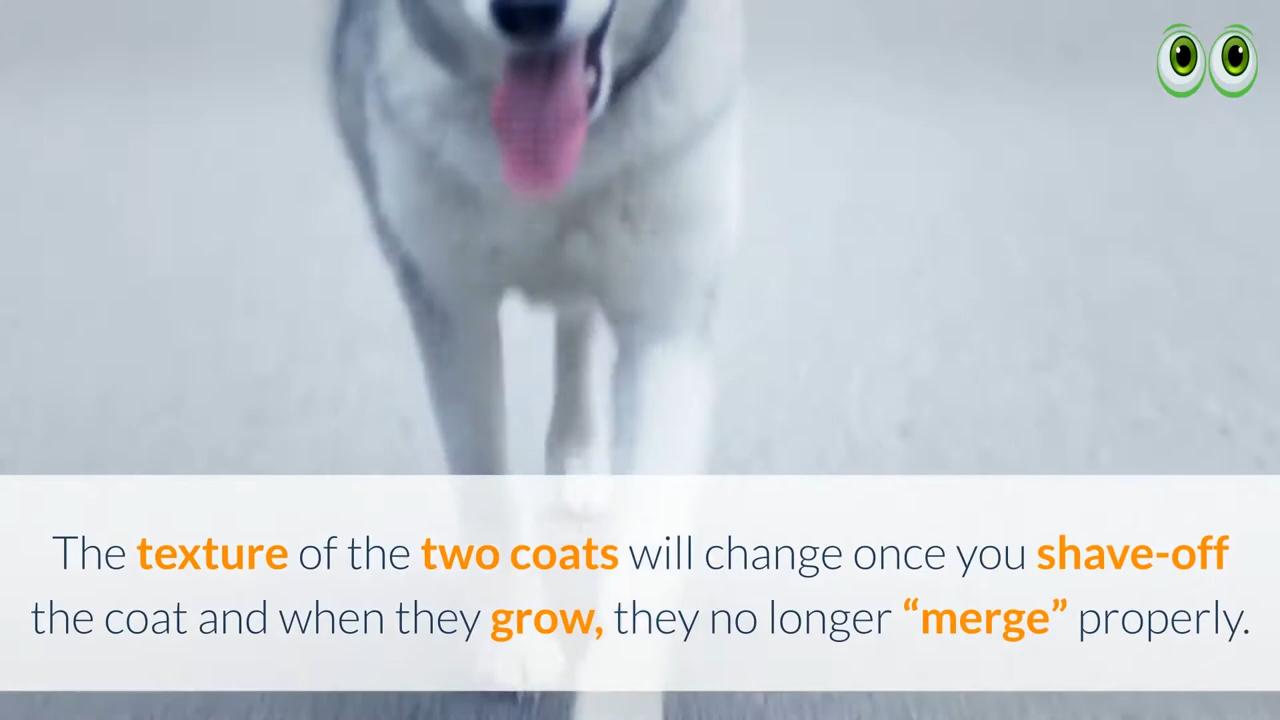 The texture of the two coats will change once you shave-off
the coat and when they grow, they no longer “merge” properly.